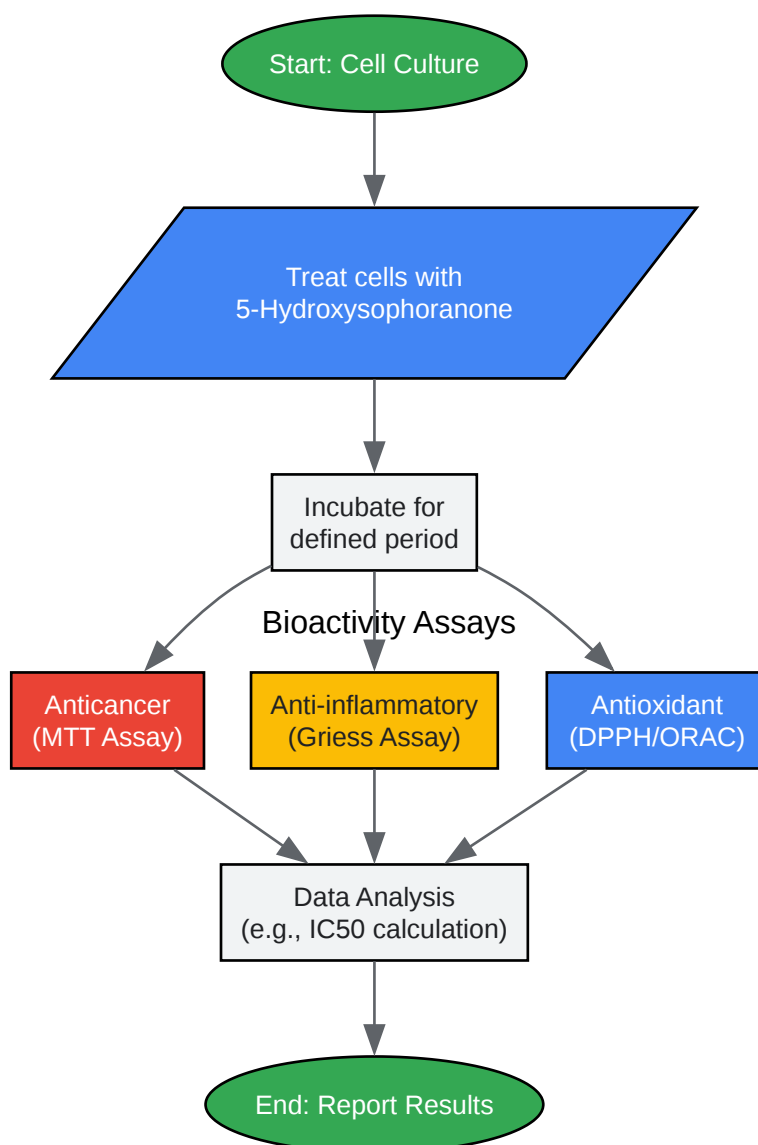 Start: Cell Culture
Treat cells with
5-Hydroxysophoranone
Incubate for
defined period
Bioactivity Assays
Anticancer
(MTT Assay)
Anti-inflammatory
(Griess Assay)
Antioxidant
(DPPH/ORAC)
Data Analysis
(e.g., IC50 calculation)
End: Report Results